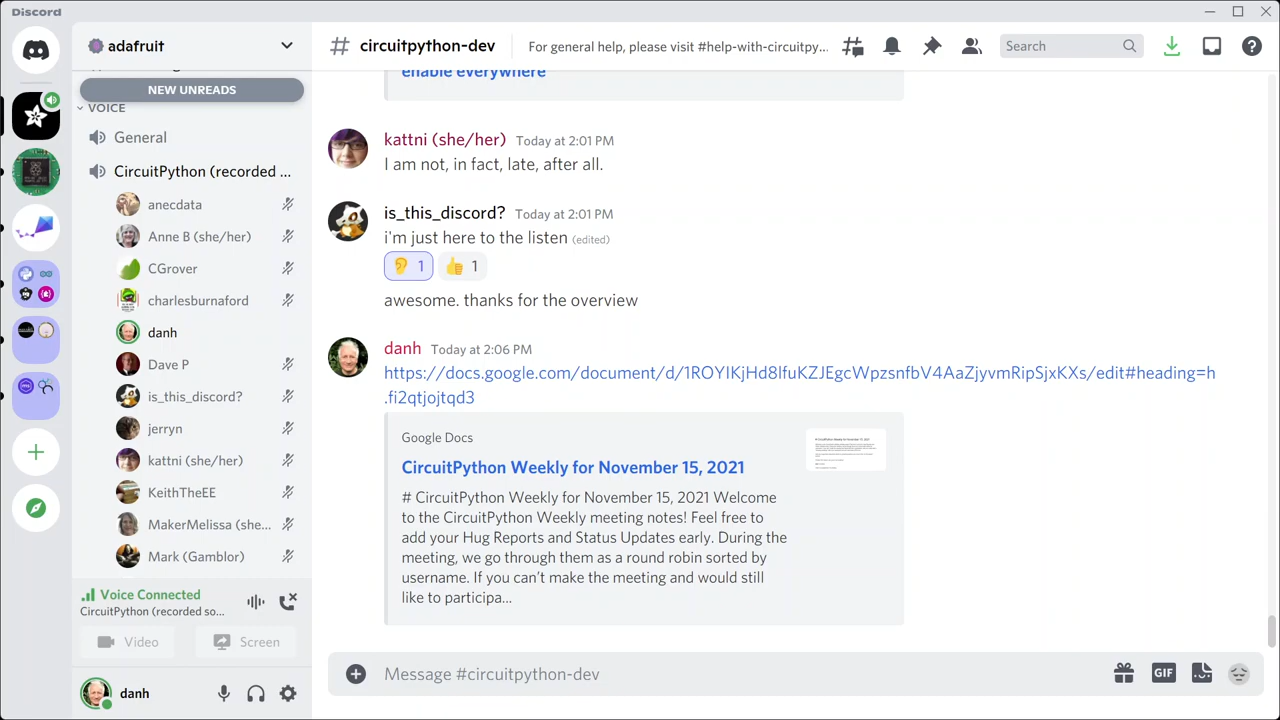 Discord
adafruit
NEW UNREADS
VOICE
General
CircuitPython (recorded ...
anecdata
Anne B (she/her)
CGrover
charlesburnaford
danh
Dave P
is_this_discord?
jerryn
kattni (she/her)
KeithTheEE
MakerMelissa (she...
Mark (Gamblor)
Voice Connected
CircuitPython (recorded so...
Video
Screen
danh
# circuitpython-dev
For general help, please visit #help-with-circuitpy...
Search
enable everywhere
kattni (she/her) Today at 2:01 PM
I am not, in fact, late, after all.
is_this_discord? Today at 2:01 PM
i'm just here to the listen (edited)
1 1
awesome. thanks for the overview
danh Today at 2:06 PM
https://docs.google.com/document/d/1ROYIKjHd8lfuKZJEgcWpzsnfbV4AaZjyvmRipSjxKXs/edit#heading=h
.fi2qtjojtqd3
Google Docs
CircuitPython Weekly for November 15, 2021
# CircuitPython Weekly for November 15, 2021 Welcome
to the CircuitPython Weekly meeting notes! Feel free to
add your Hug Reports and Status Updates early. During the
meeting, we go through them as a round robin sorted by
username. If you can't make the meeting and would still
like to participa...
Message #circuitpython-dev
GIF